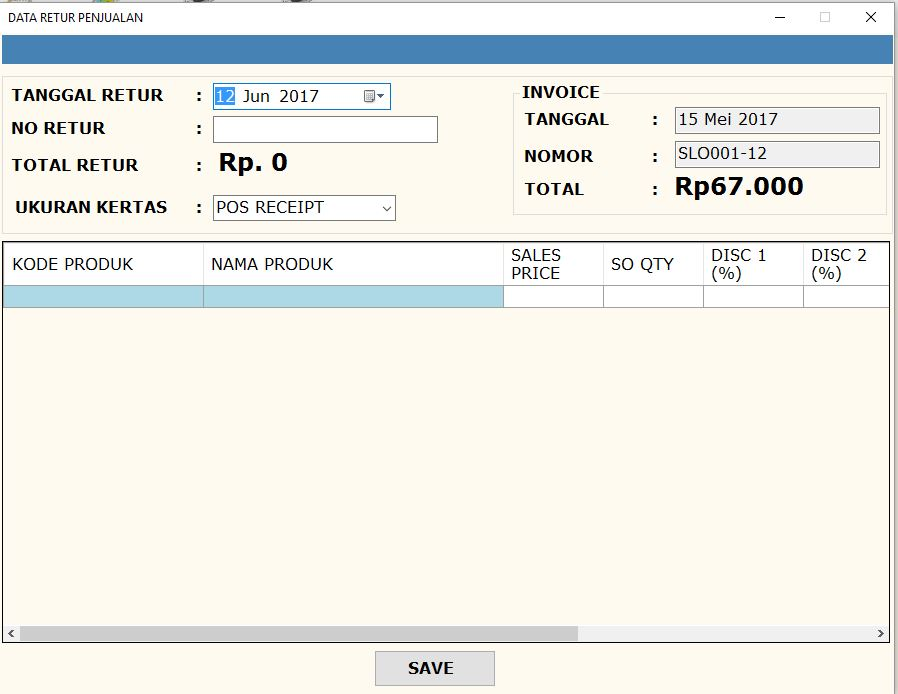 DATA RETUR PENJUALAN
TANGGAL RETUR : 12 Jun 2017
NO RETUR :
TOTAL RETUR : Rp. 0
UKURAN KERTAS : POS RECEIPT
INVOICE
TANGGAL : 15 Mei 2017
NOMOR : SLO001-12
TOTAL : Rp67.000
KODE PRODUK NAMA PRODUK SALES PRICE SO QTY DISC 1 (%) DISC 2 (%)
SAVE